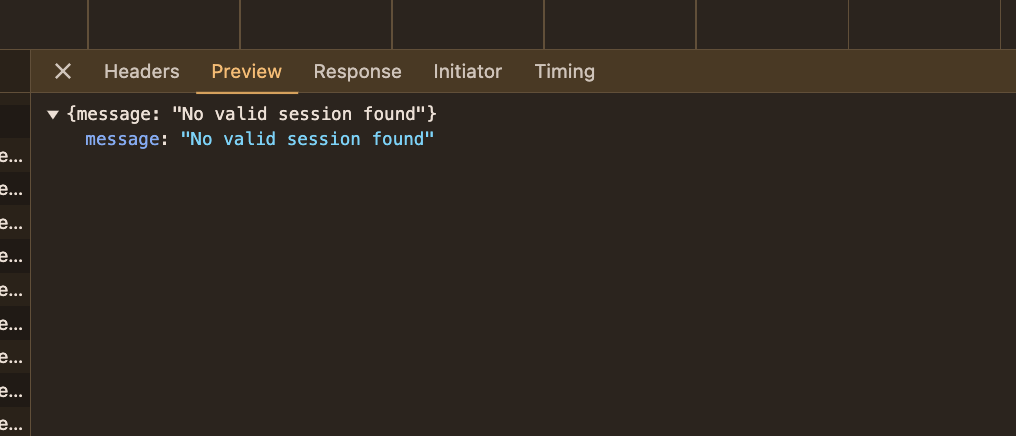 Headers Preview Response Initiator Timing
{message: "No valid session found"}
message: "No valid session found"
e...
e...
e...
e...
e...
e...
e...
e...
e...